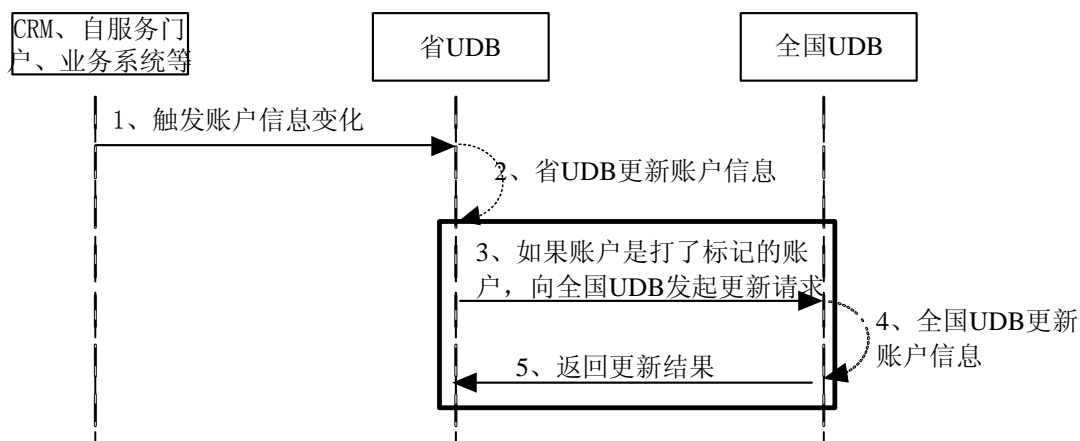 CRM、自服务门
户、业务系统等
省UDB
全国UDB
1、触发账户信息变化
2、省UDB更新账户信息
3、如果账户是打了标记的账
户，向全国UDB发起更新请求
4、全国UDB更新
账户信息
5、返回更新结果